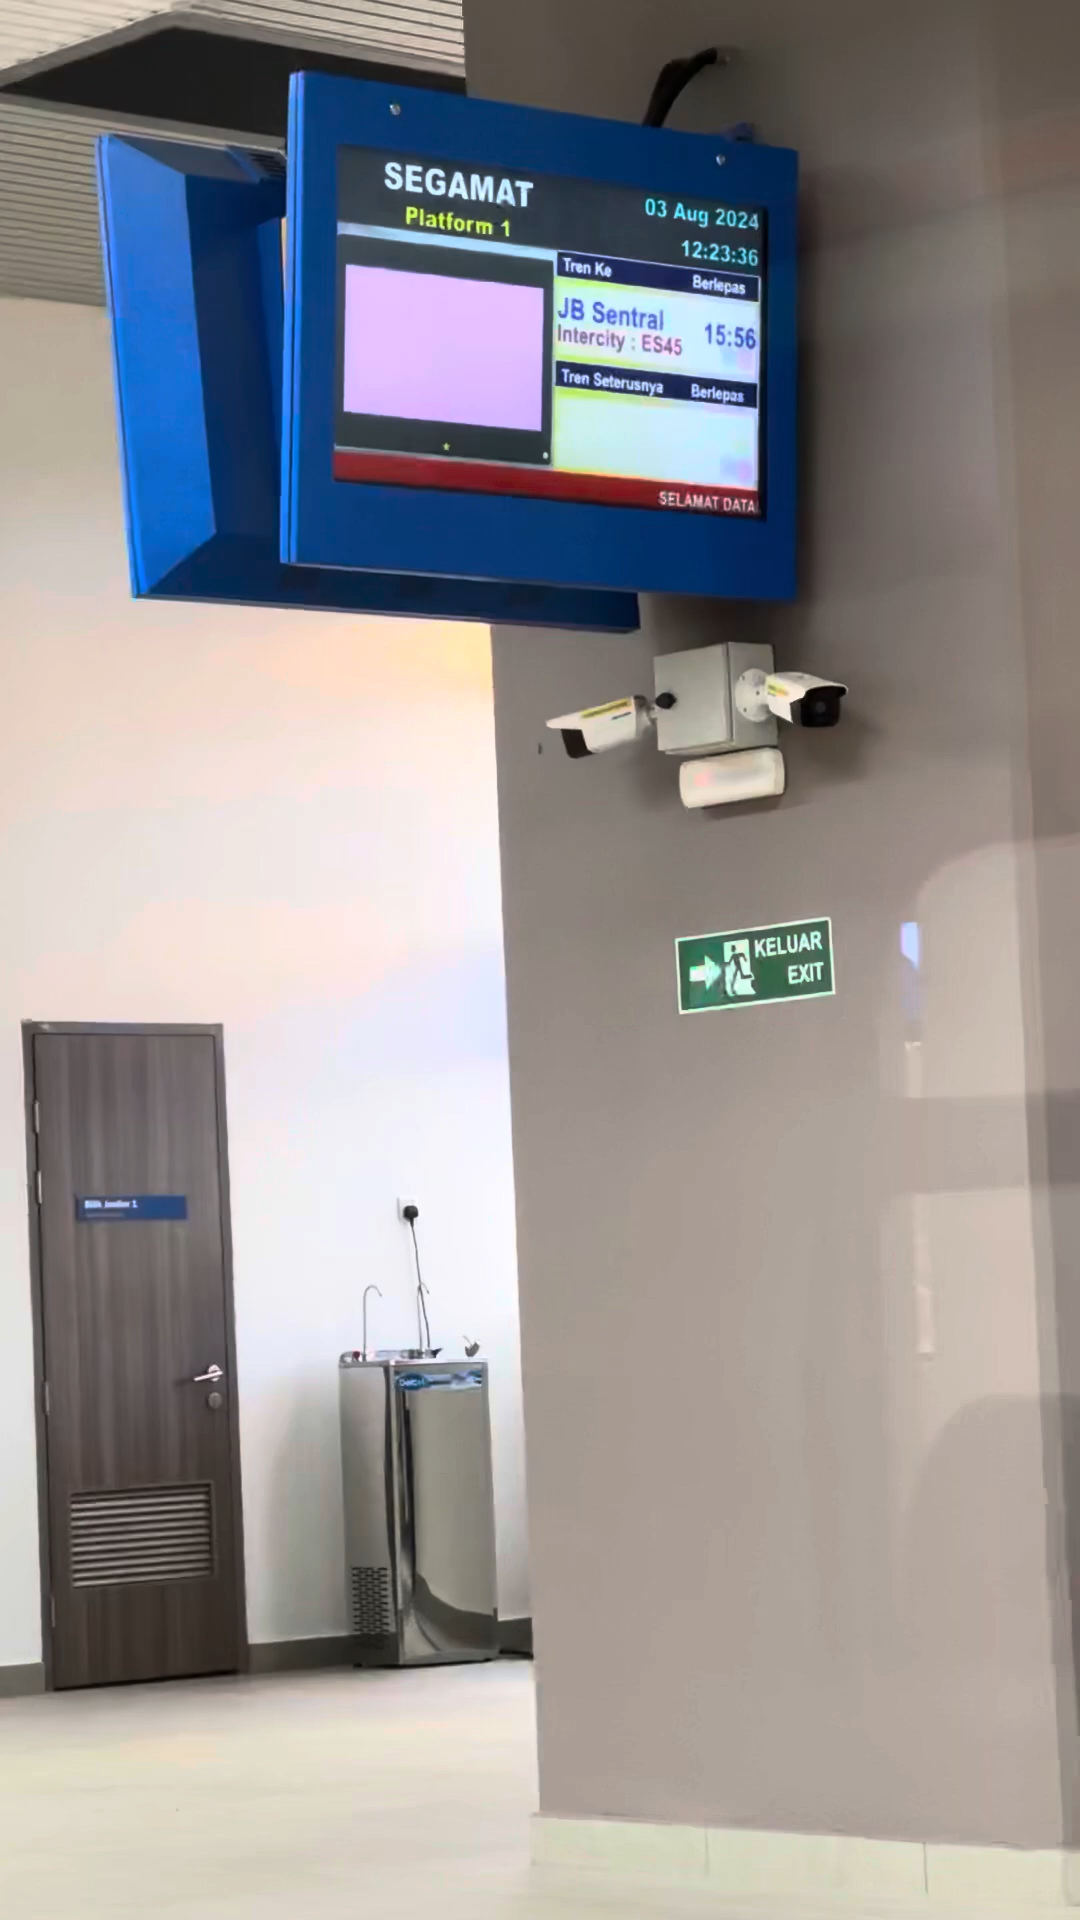 SEGAMAT
Platform 1
03 Aug 2024
12:23:36
Tren Ke Berlepas
JB Sentral 15:56
Intercity : ES45
Tren Seterusnya Berlepas
SELAMAT DATA
KELUAR
EXIT